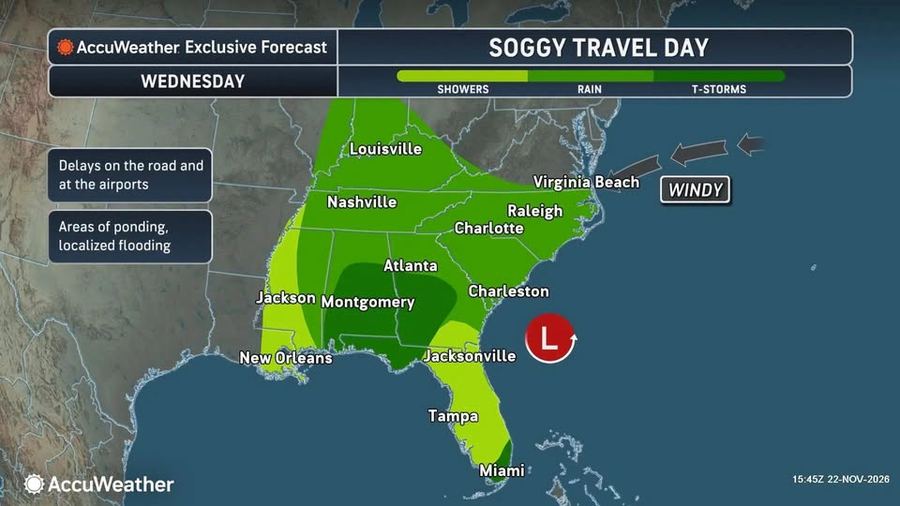 AccuWeather Exclusive Forecast
WEDNESDAY
SOGGY TRAVEL DAY
SHOWERS RAIN T-STORMS
Delays on the road and
at the airports
Areas of ponding,
localized flooding
Louisville
Virginia Beach
WINDY
Nashville
Raleigh
Charlotte
Atlanta
Charleston
Jackson
Montgomery
L
New Orleans
Jacksonville
Tampa
Miami
AccuWeather
15:45Z 22-NOV-2026